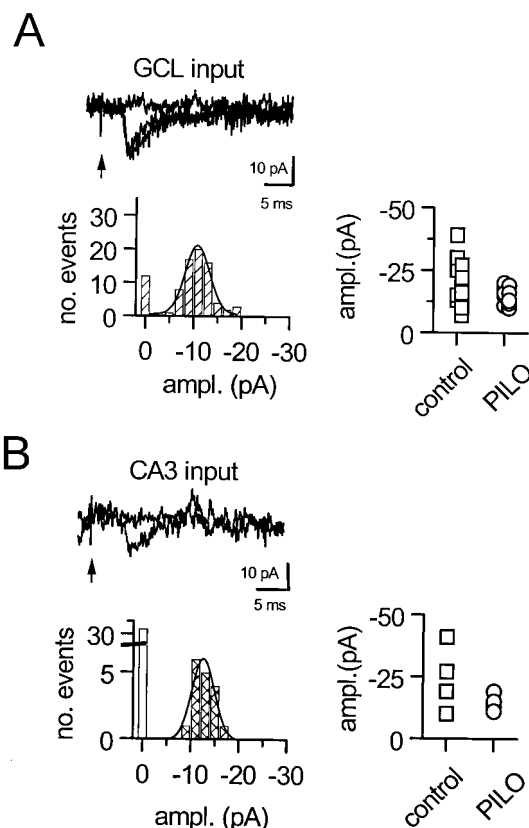 A
GCL input
10 pA
5 ms
no. events
30
20
10
0
0 -10 -20 -30
ampl. (pA)
ampl.(pA)
-50
-25
0
control
PILO
B
CA3 input
10 pA
5 ms
no. events
30
5
0
0 -10 -20 -30
ampl. (pA)
ampl.(pA)
-50
-25
0
control
PILO